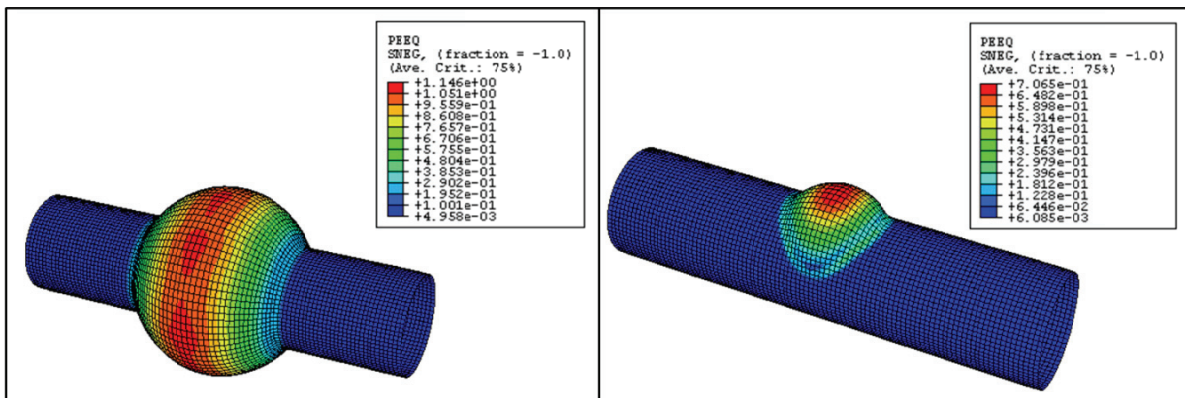 PEEQ
SNEG, (fraction = -1.0)
(Ave. Crit.: 75%)
+1.146e+00
+1.051e+00
+9.559e-01
+8.608e-01
+7.657e-01
+6.706e-01
+5.755e-01
+4.804e-01
+3.853e-01
+2.902e-01
+1.952e-01
+1.001e-01
+4.958e-03
PEEQ
SNEG, (fraction = -1.0)
(Ave. Crit.: 75%)
+7.065e-01
+6.482e-01
+5.898e-01
+5.314e-01
+4.731e-01
+4.147e-01
+3.563e-01
+2.979e-01
+2.396e-01
+1.812e-01
+1.228e-01
+6.446e-02
+6.085e-03